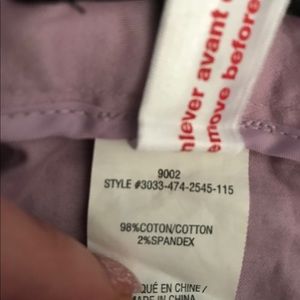 nlever avant
emove before
9002
STYLE #3033-474-2545-115
98%COTON/COTTON
2%SPANDEX
QUÉ EN CHINE/
MADE IN CHINA